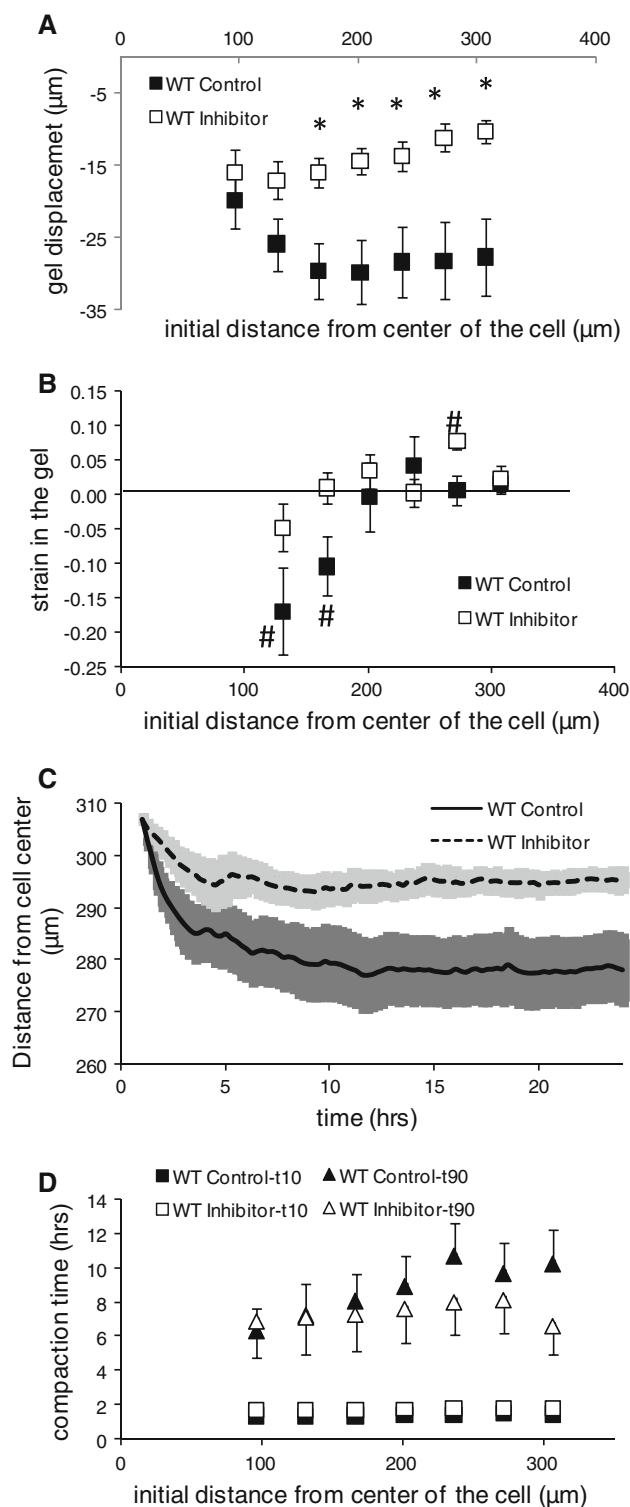 A
0 100 200 300 400
-5
-15
-25
-35
gel displacemet (μm)
WT Control
WT Inhibitor
* * * * *
initial distance from center of the cell (μm)
B
0.15
0.10
0.05
0.00
-0.05
-0.10
-0.15
-0.20
-0.25
strain in the gel
#
# #
WT Control
WT Inhibitor
0 100 200 300 400
initial distance from center of the cell (μm)
C
310
300
290
280
270
260
Distance from cell center
(μm)
WT Control
WT Inhibitor
0 5 10 15 20
time (hrs)
D
WT Control-t10 WT Control-t90
WT Inhibitor-t10 WT Inhibitor-t90
14
12
10
8
6
4
2
0
compaction time (hrs)
0 100 200 300
initial distance from center of the cell (μm)